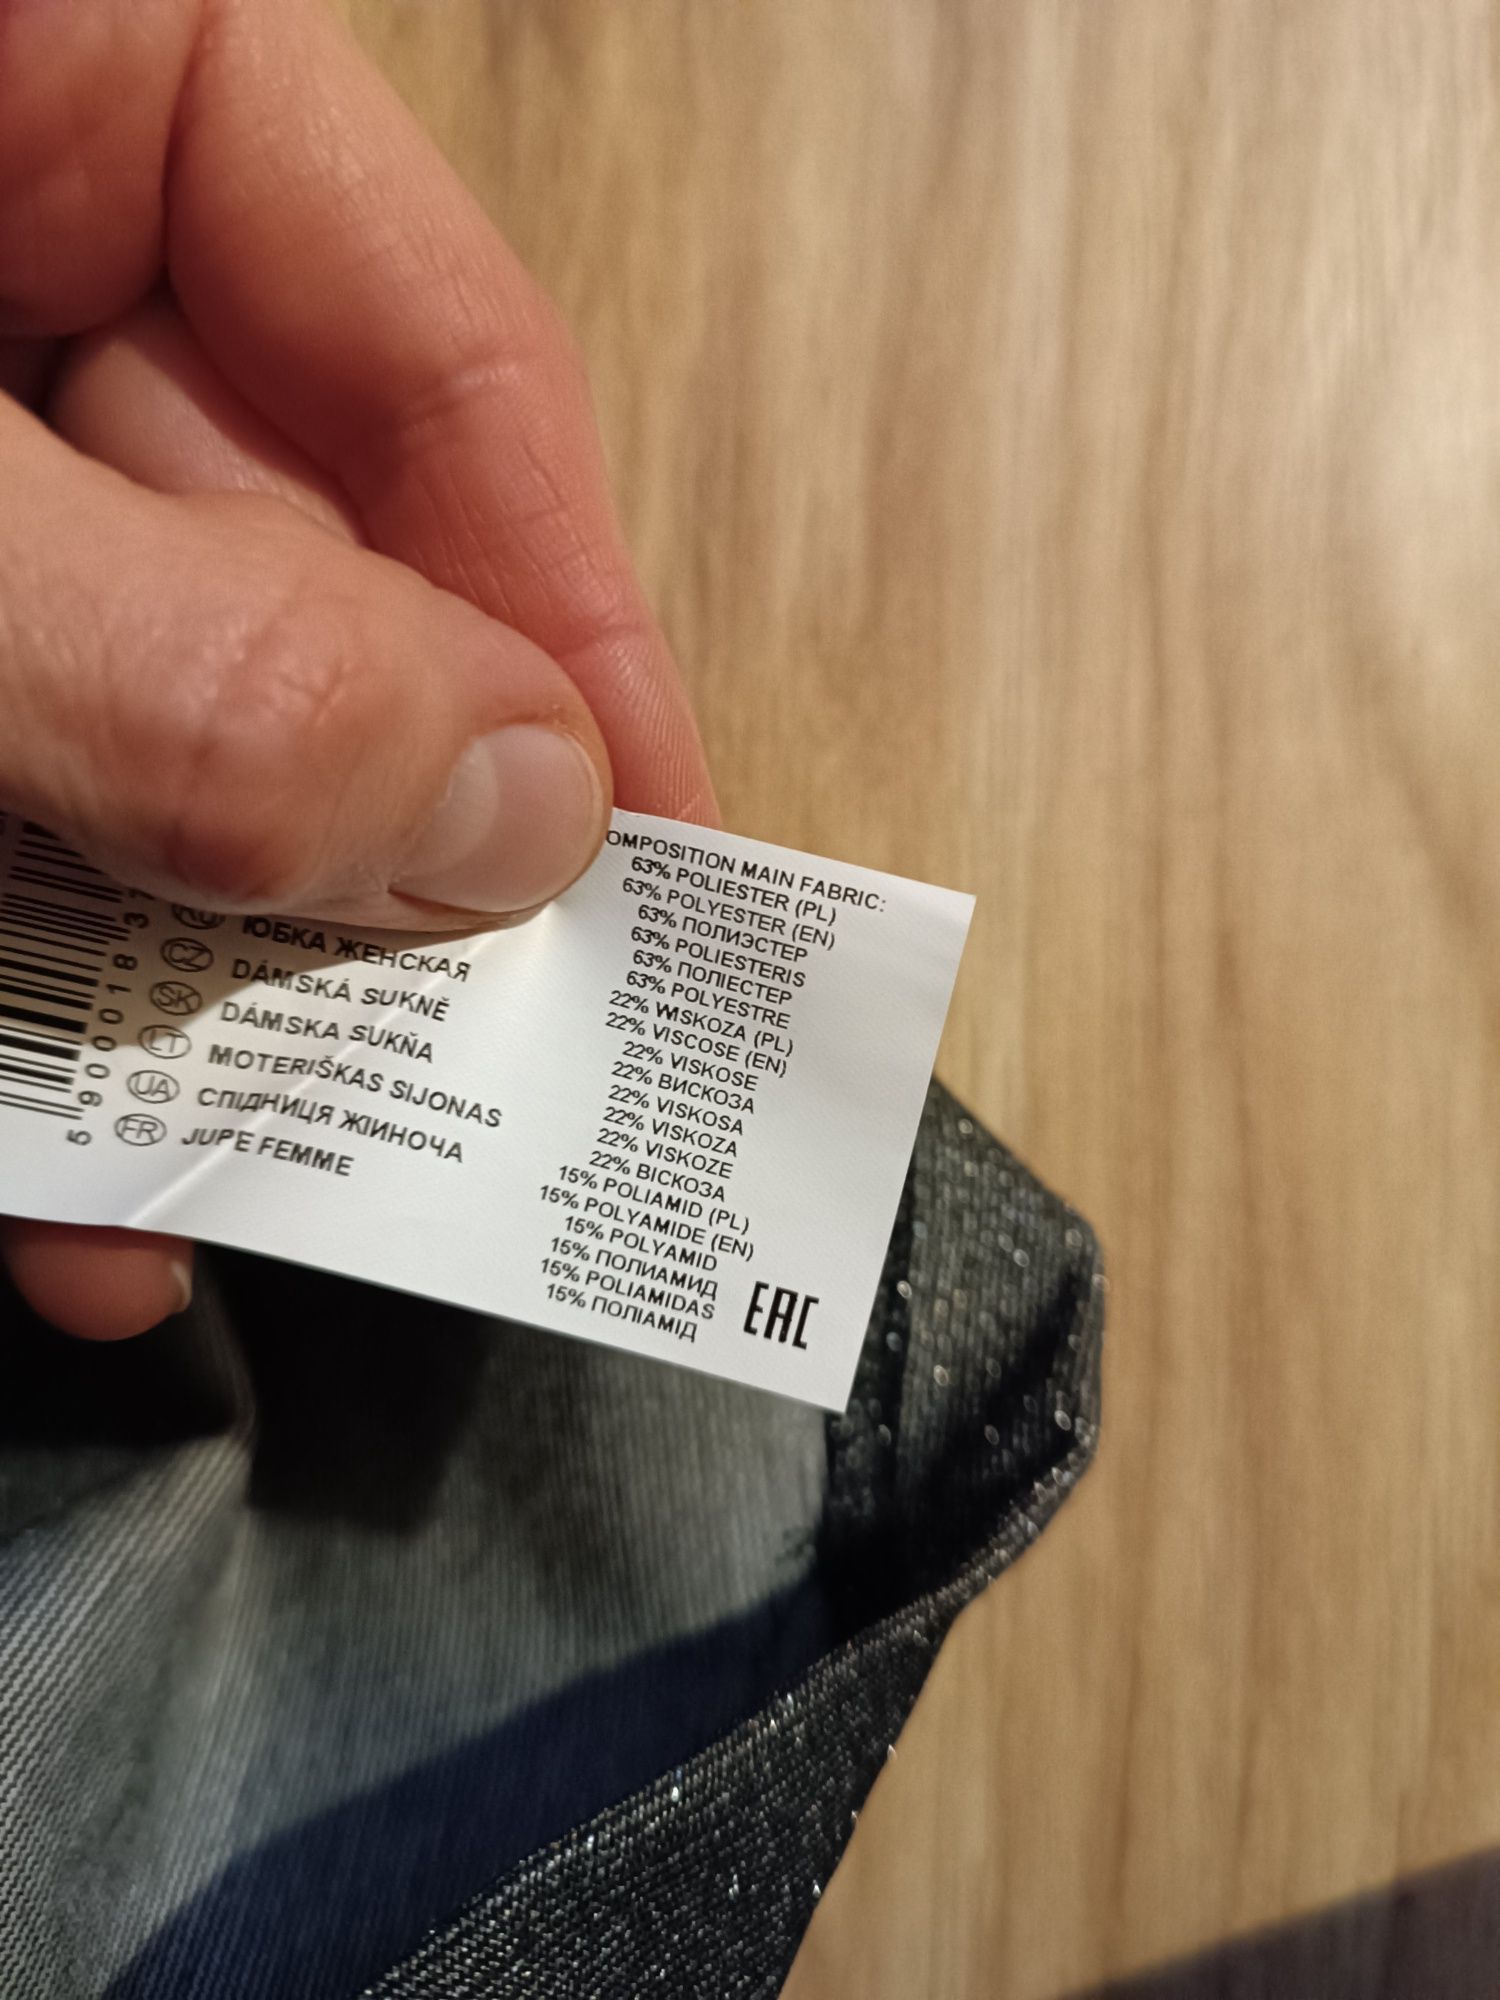 59000183
ЮБКА ЖЕНСКАЯ
CZ DÁMSKÁ SUKNĚ
SK DÁMSKA SUKŇA
LT MOTERIŠKAS SIJONAS
UA СПІДНИЦЯ ЖІИНОЧА
FR JUPE FEMME
OMPOSITION MAIN FABRIC:
63% POLIESTER (PL)
63% POLYESTER (EN)
63% ПОЛИЭСТЕР
63% POLIESTERIS
63% ПОЛІЕСТЕР
63% POLYESTRE
22% WISKOZA (PL)
22% VISCOSE (EN)
22% VISKOSE
22% ВИСКОЗА
22% VISKOSA
22% VISKOZA
22% VISKOZE
22% ВІСКОЗА
15% POLIAMID (PL)
15% POLYAMIDE (EN)
15% POLYAMID
15% ПОЛИАМИД
15% POLIAMIDAS
15% ПОЛІАМІД
EAC